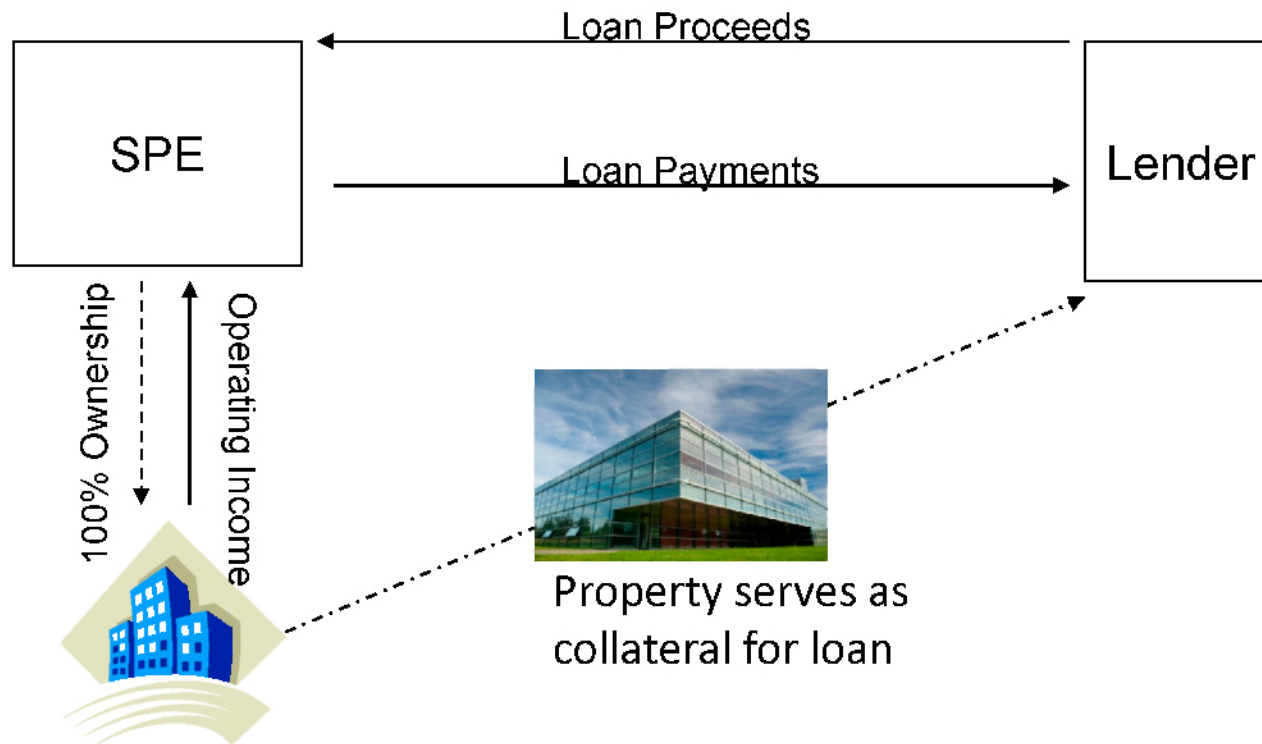 Loan Proceeds
SPE
Loan Payments
Lender
100% Ownership
Operating Income
Property serves as
collateral for loan